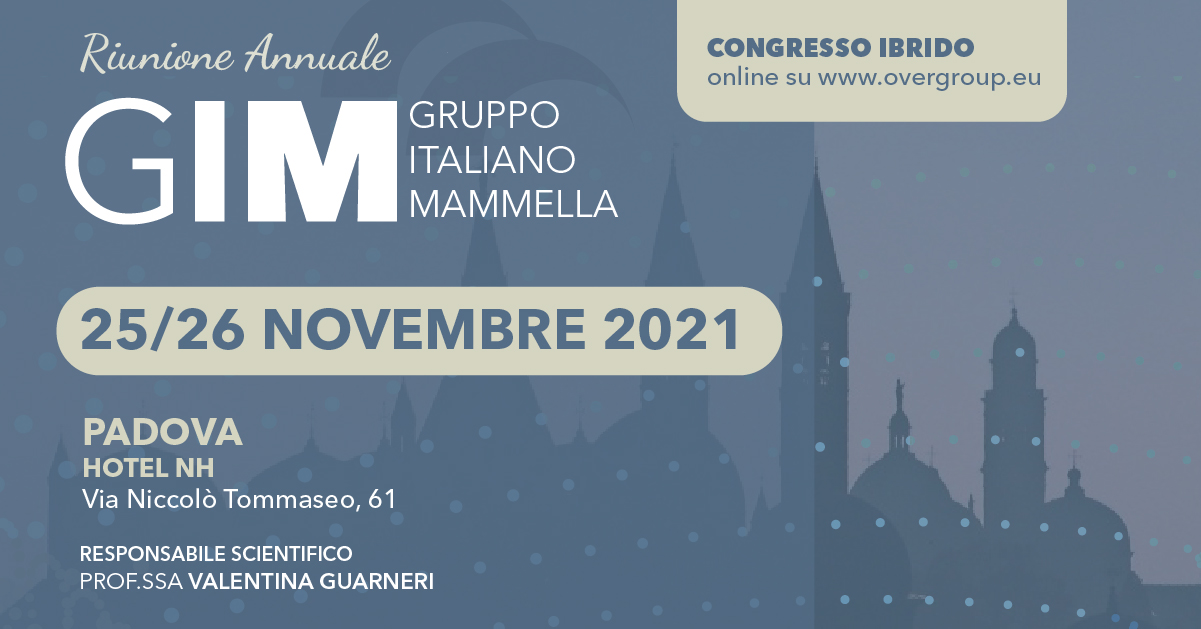 Riunione Annuale
CONGRESSO IBRIDO
online su www.overgroup.eu
GIM
GRUPPO
ITALIANO
MAMMELLA
25/26 NOVEMBRE 2021
PADOVA
HOTEL NH
Via Niccolò Tommaseo, 61
RESPONSABILE SCIENTIFICO
PROF.SSA VALENTINA GUARNERI